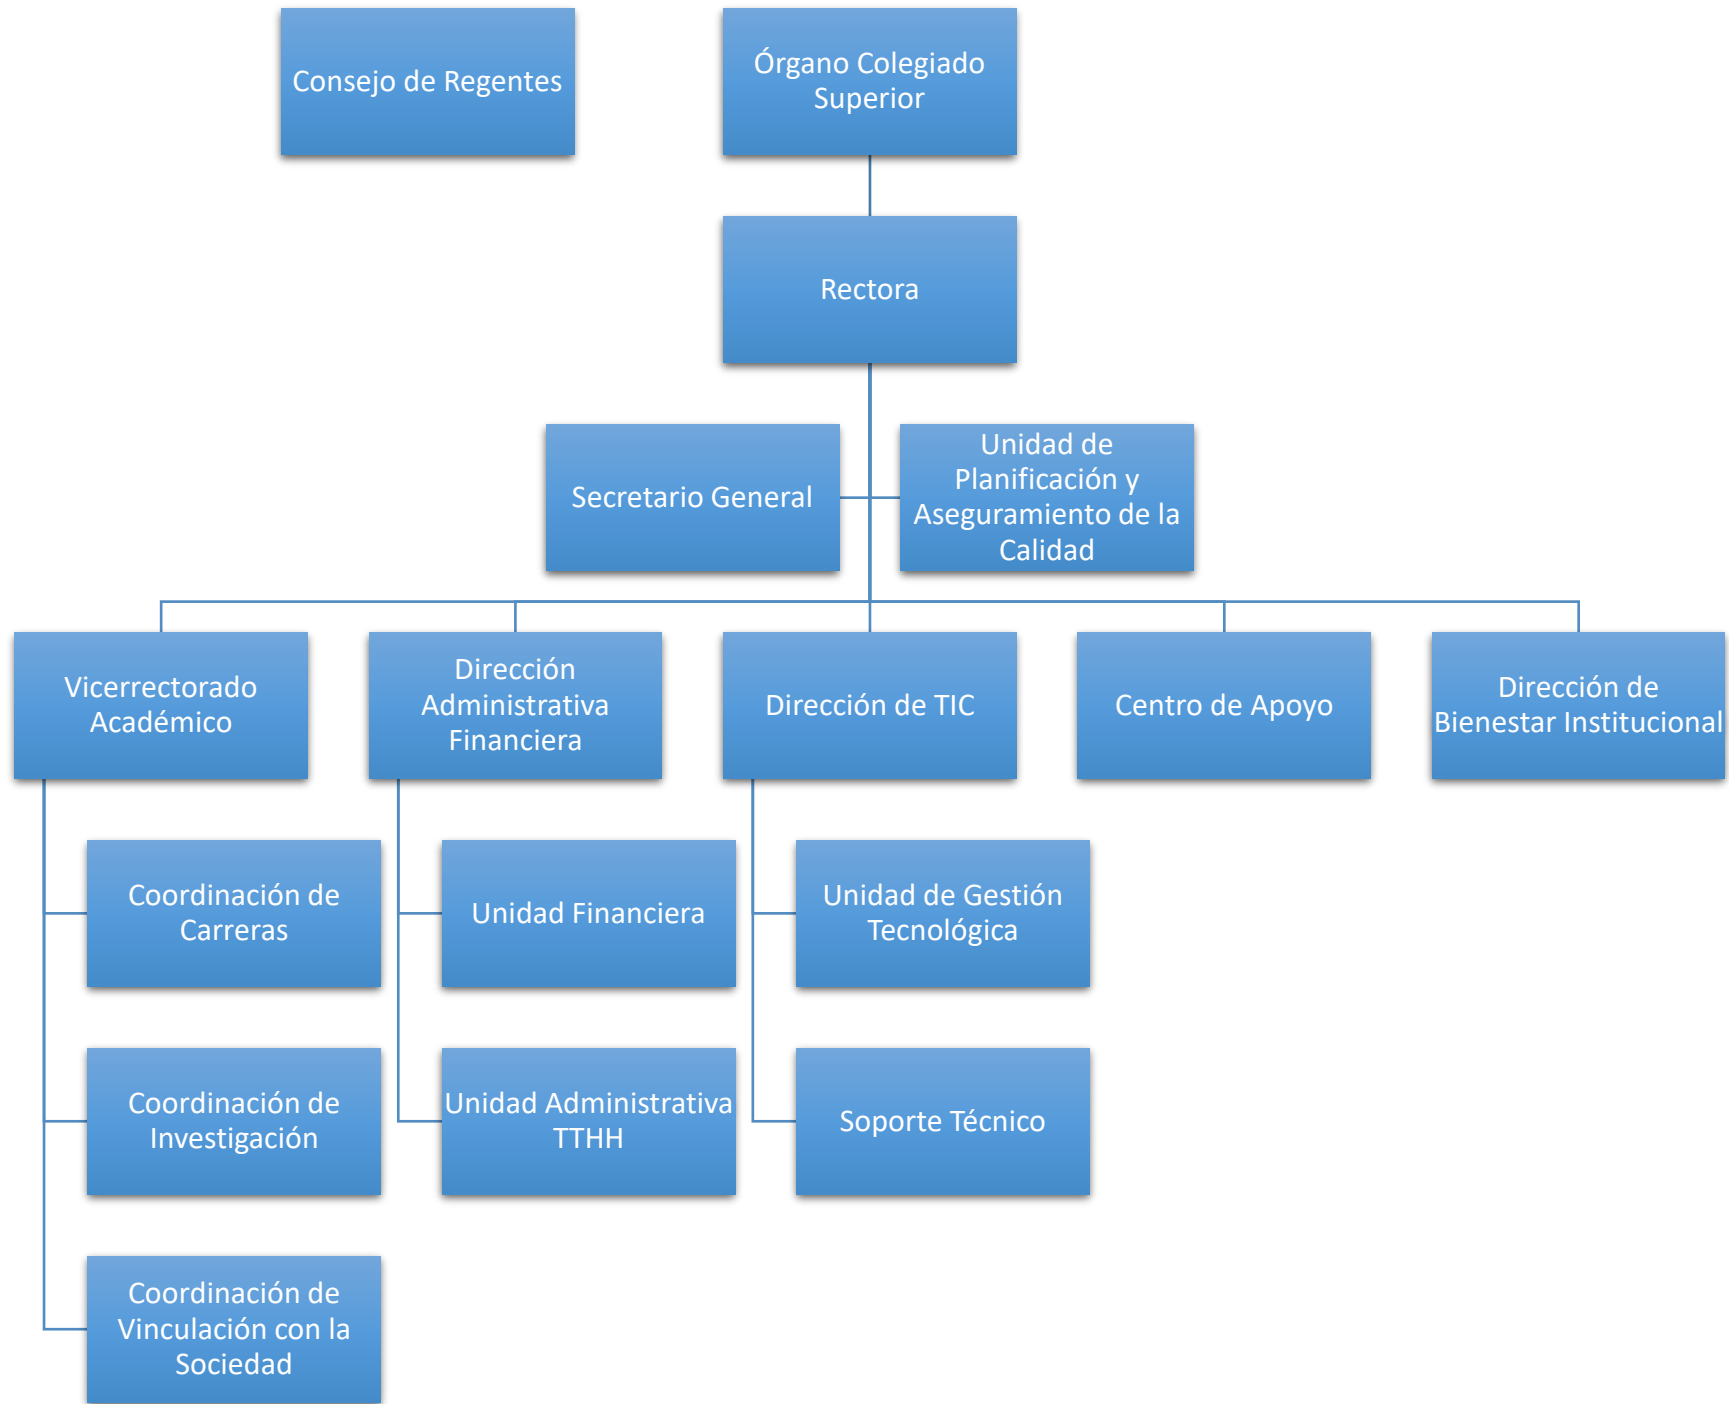 Consejo de Regentes
Órgano Colegiado
Superior
Rectora
Secretario General
Unidad de
Planificación y
Aseguramiento de la
Calidad
Vicerrectorado
Académico
Dirección
Administrativa
Financiera
Dirección de TIC
Centro de Apoyo
Dirección de
Bienestar Institucional
Coordinación de
Carreras
Unidad Financiera
Unidad de Gestión
Tecnológica
Coordinación de
Investigación
Unidad Administrativa
TTHH
Soporte Técnico
Coordinación de
Vinculación con la
Sociedad